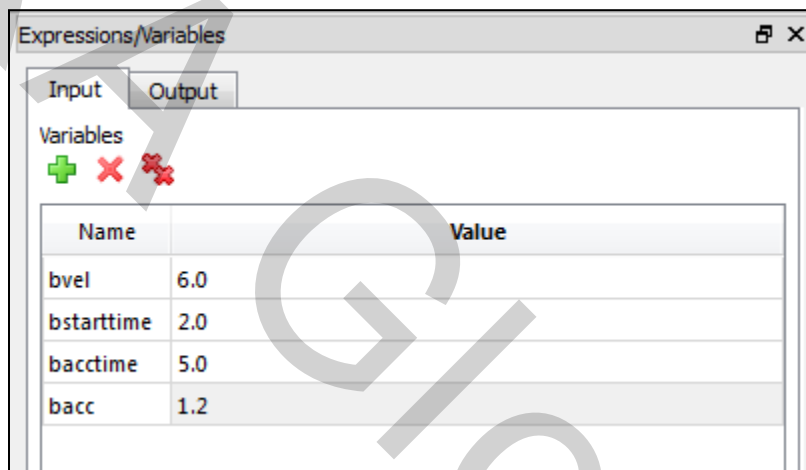 Expressions/Variables
Input Output
Variables
Name Value
bvel 6.0
bstarttime 2.0
bacctime 5.0
bacc 1.2